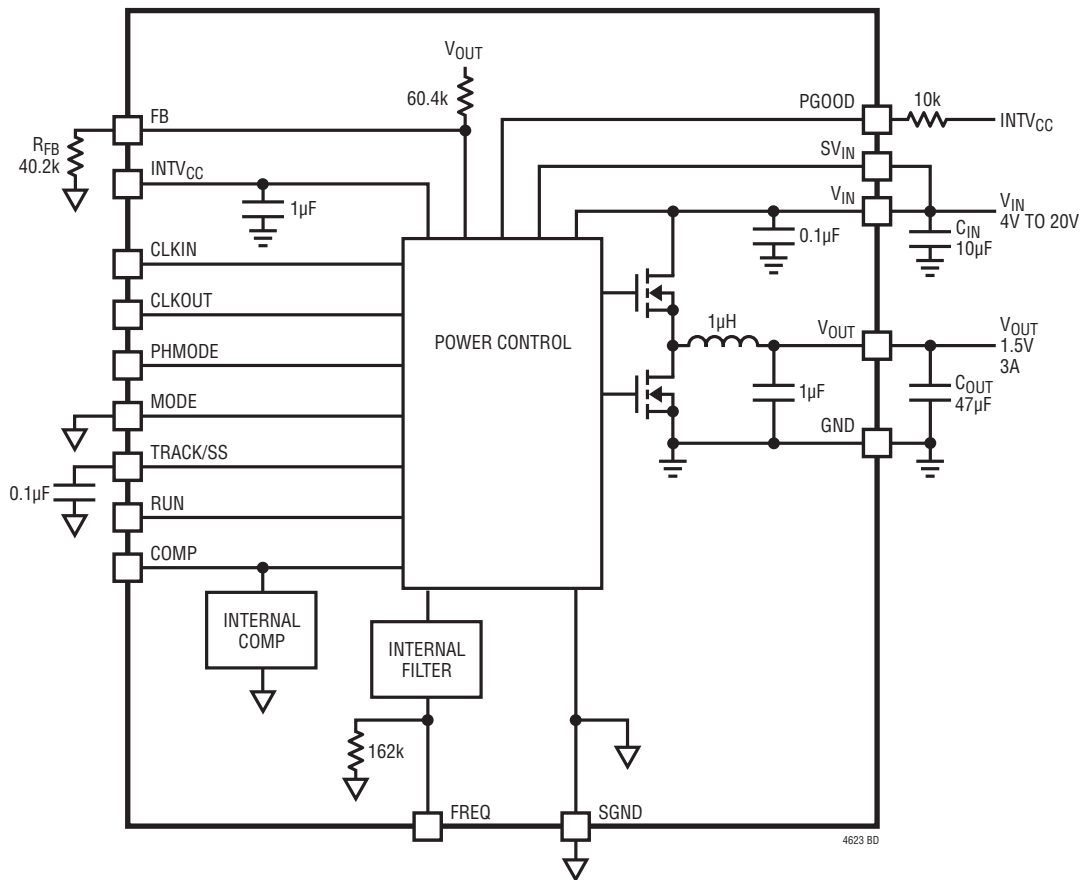 VOUT
60.4k
FB
RFB
40.2k
INTVCC
1µF
PGOOD
10k
INTVCC
SVIN
VIN
VIN
4V TO 20V
0.1µF
CIN
10µF
CLKIN
CLKOUT
PHMODE
MODE
TRACK/SS
0.1µF
RUN
COMP
POWER CONTROL
1µH
VOUT
VOUT
1.5V
3A
1µF
COUT
47µF
GND
INTERNAL
COMP
INTERNAL
FILTER
162k
FREQ
SGND
4623 BD